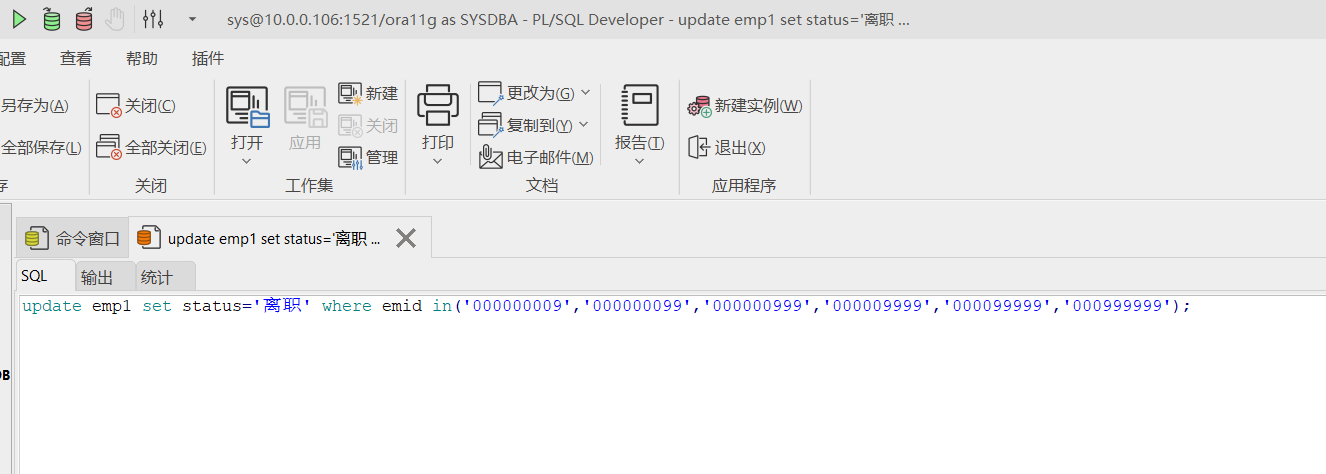 sys@10.0.0.106:1521/ora11g as SYSDBA - PL/SQL Developer - update emp1 set status='离职 ...
配置 查看 帮助 插件
另存为(A) 关闭(C) 新建 更改为(G) 新建实例(W)
打开 应用 关闭 打印 复制到(Y) 报告(T)
全部保存(L) 全部关闭(E) 管理 电子邮件(M) 退出(X)
存 关闭 工作集 文档 应用程序
命令窗口 update emp1 set status='离职 ...
SQL 输出 统计
update emp1 set status='离职' where emid in('000000009','000000099','000000999','000009999','000099999','000999999');